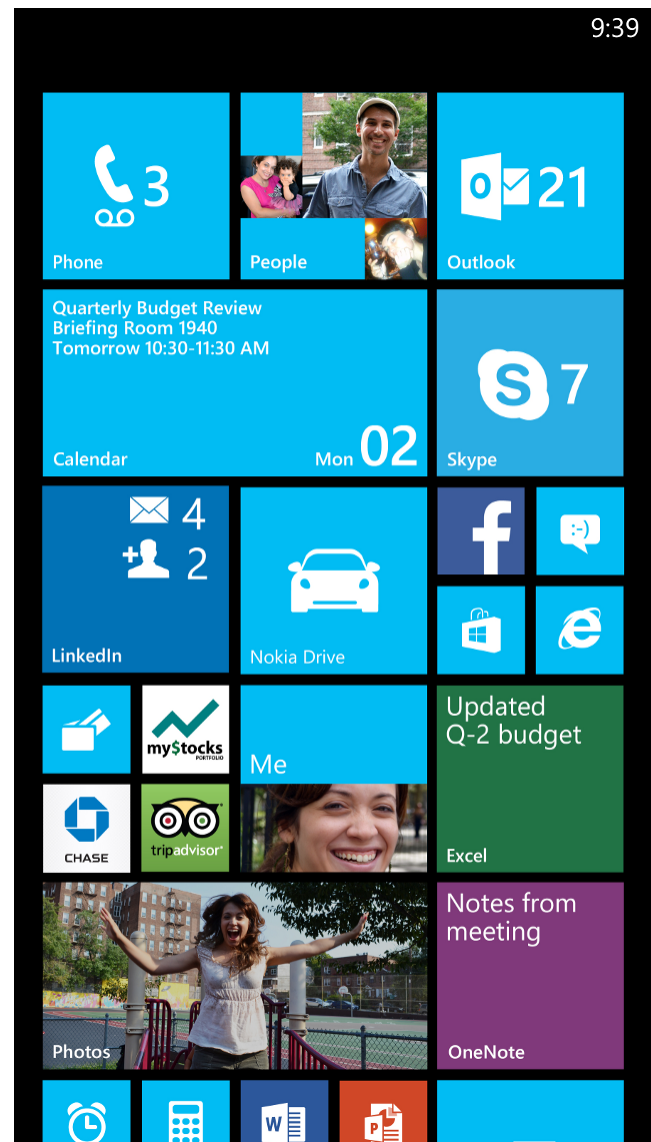 9:39
3
Phone
People
21
Outlook
Quarterly Budget Review
Briefing Room 1940
Tomorrow 10:30-11:30 AM
Calendar
Mon 02
S
7
Skype
4
2
LinkedIn
Nokia Drive
f
:-)
e
my$tocks
PORTFOLIO
CHASE
tripadvisor®
Me
Updated
Q-2 budget
Excel
Photos
Notes from
meeting
OneNote
W
P